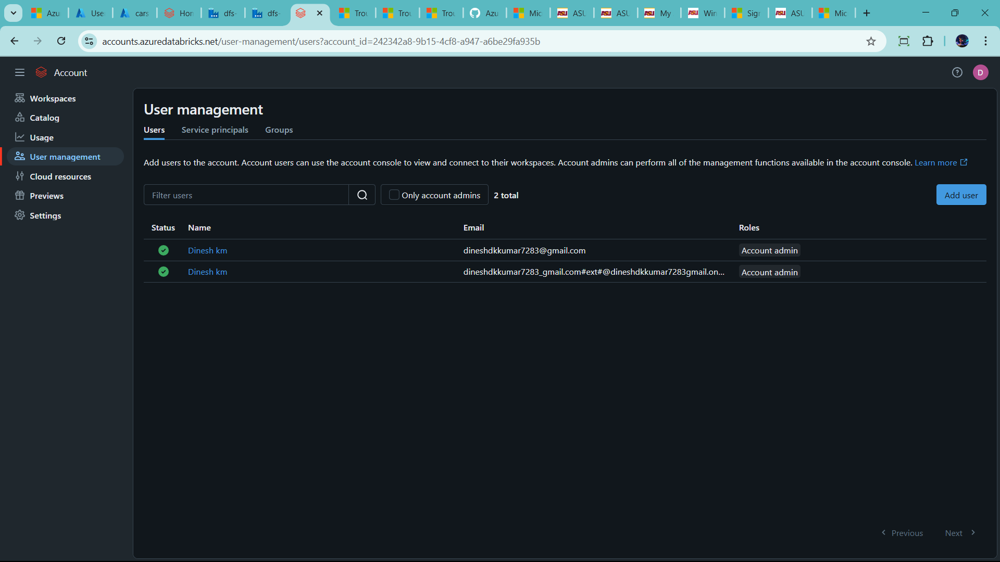 Azu
Use
cars
Hon
dfs-
dfs-
Trou
Trou
Trou
Azu
Mic
ASU
ASU
My
Win
Sign
ASU
Mic
accounts.azuredatabricks.net/user-management/users?account_id=242342a8-9b15-4cf8-a947-a6be29fa935b
Account
D
Workspaces
Catalog
Usage
User management
Cloud resources
Previews
Settings
User management
Users Service principals Groups
Add users to the account. Account users can use the account console to view and connect to their workspaces. Account admins can perform all of the management functions available in the account console. Learn more
Filter users
Only account admins
2 total
Add user
Status Name Email Roles
Dinesh km dineshdkkumar7283@gmail.com Account admin
Dinesh km dineshdkkumar7283_gmail.com#ext#@dineshdkkumar7283gmail.on... Account admin
Previous Next